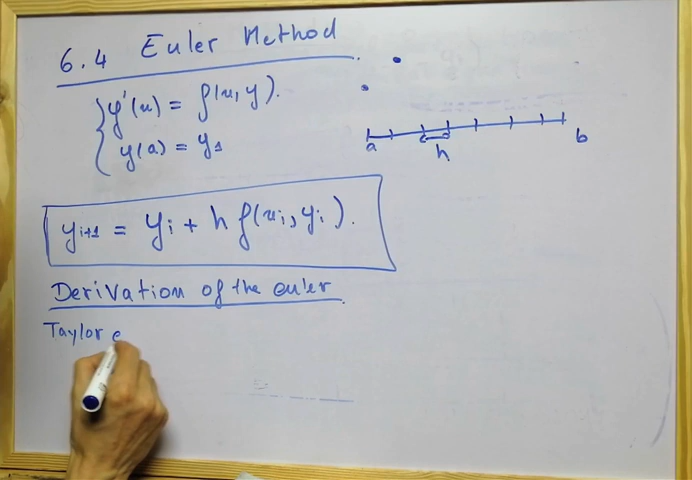 6.4 Euler Method
y'(x) = f(x, y).
y(a) = y1
a
h
b
yi+1 = yi + h f(xi, yi).
Derivation of the euler
Taylor e